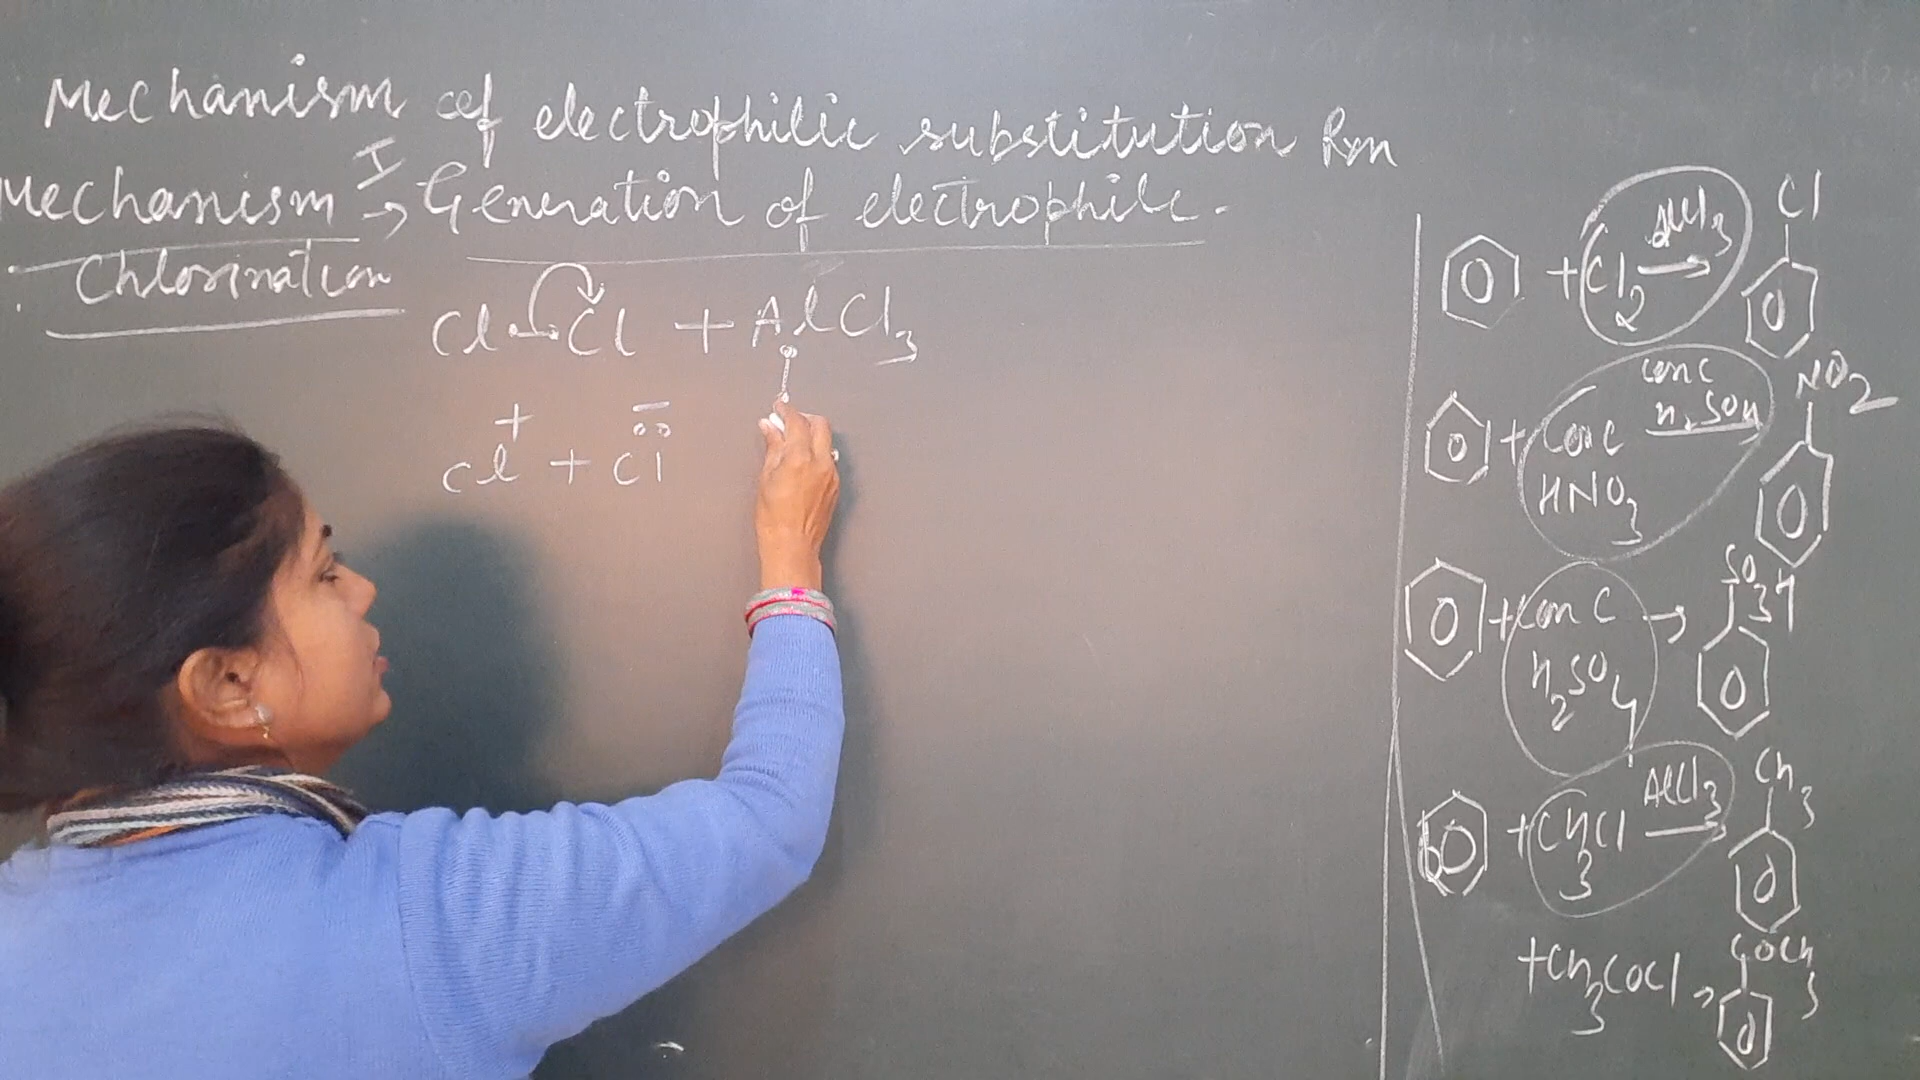 Mechanism of electrophilic substitution Rxn
Mechanism I → Generation of electrophile.
Chlorination
Cl - Cl + AlCl3
+ −
Cl + Cl
+ Cl2 AlCl3 → Cl
+ Conc HNO3 conc H2SO4 NO2
+ Conc H2SO4 → SO3H
+ CH3Cl AlCl3 → CH3
+ CH3COCl → COCH3